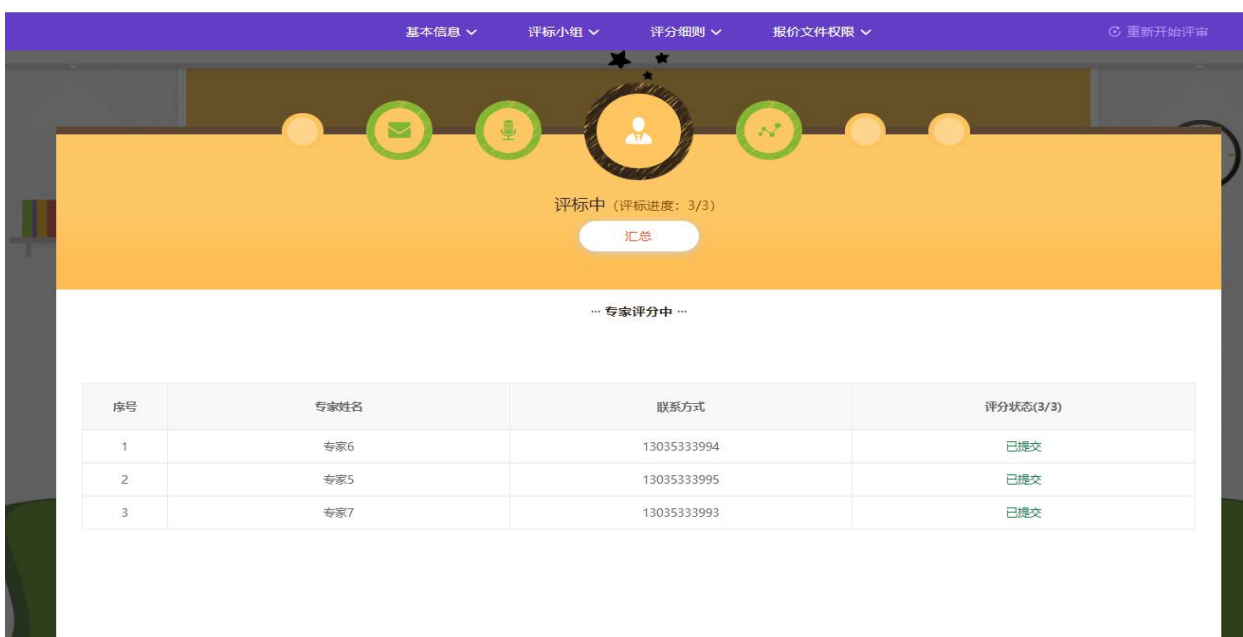 基本信息 评标小组 评分细则 报价文件权限 重新开始评审
评标中 (评标进度: 3/3)
汇总
··· 专家评分中 ···
序号 专家姓名 联系方式 评分状态(3/3)
1 专家6 13035333994 已提交
2 专家5 13035333995 已提交
3 专家7 13035333993 已提交